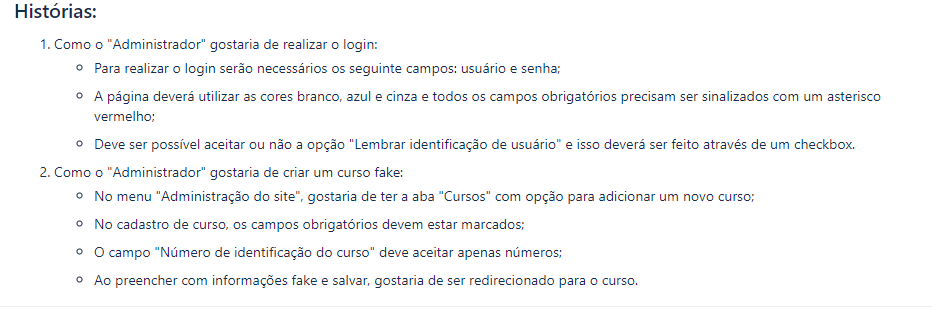 Histórias:
1. Como o "Administrador" gostaria de realizar o login:
Para realizar o login serão necessários os seguinte campos: usuário e senha;
A página deverá utilizar as cores branco, azul e cinza e todos os campos obrigatórios precisam ser sinalizados com um asterisco
vermelho;
Deve ser possível aceitar ou não a opção "Lembrar identificação de usuário" e isso deverá ser feito através de um checkbox.
2. Como o "Administrador" gostaria de criar um curso fake:
No menu "Administração do site", gostaria de ter a aba "Cursos" com opção para adicionar um novo curso;
No cadastro de curso, os campos obrigatórios devem estar marcados;
O campo "Número de identificação do curso" deve aceitar apenas números;
Ao preencher com informações fake e salvar, gostaria de ser redirecionado para o curso.